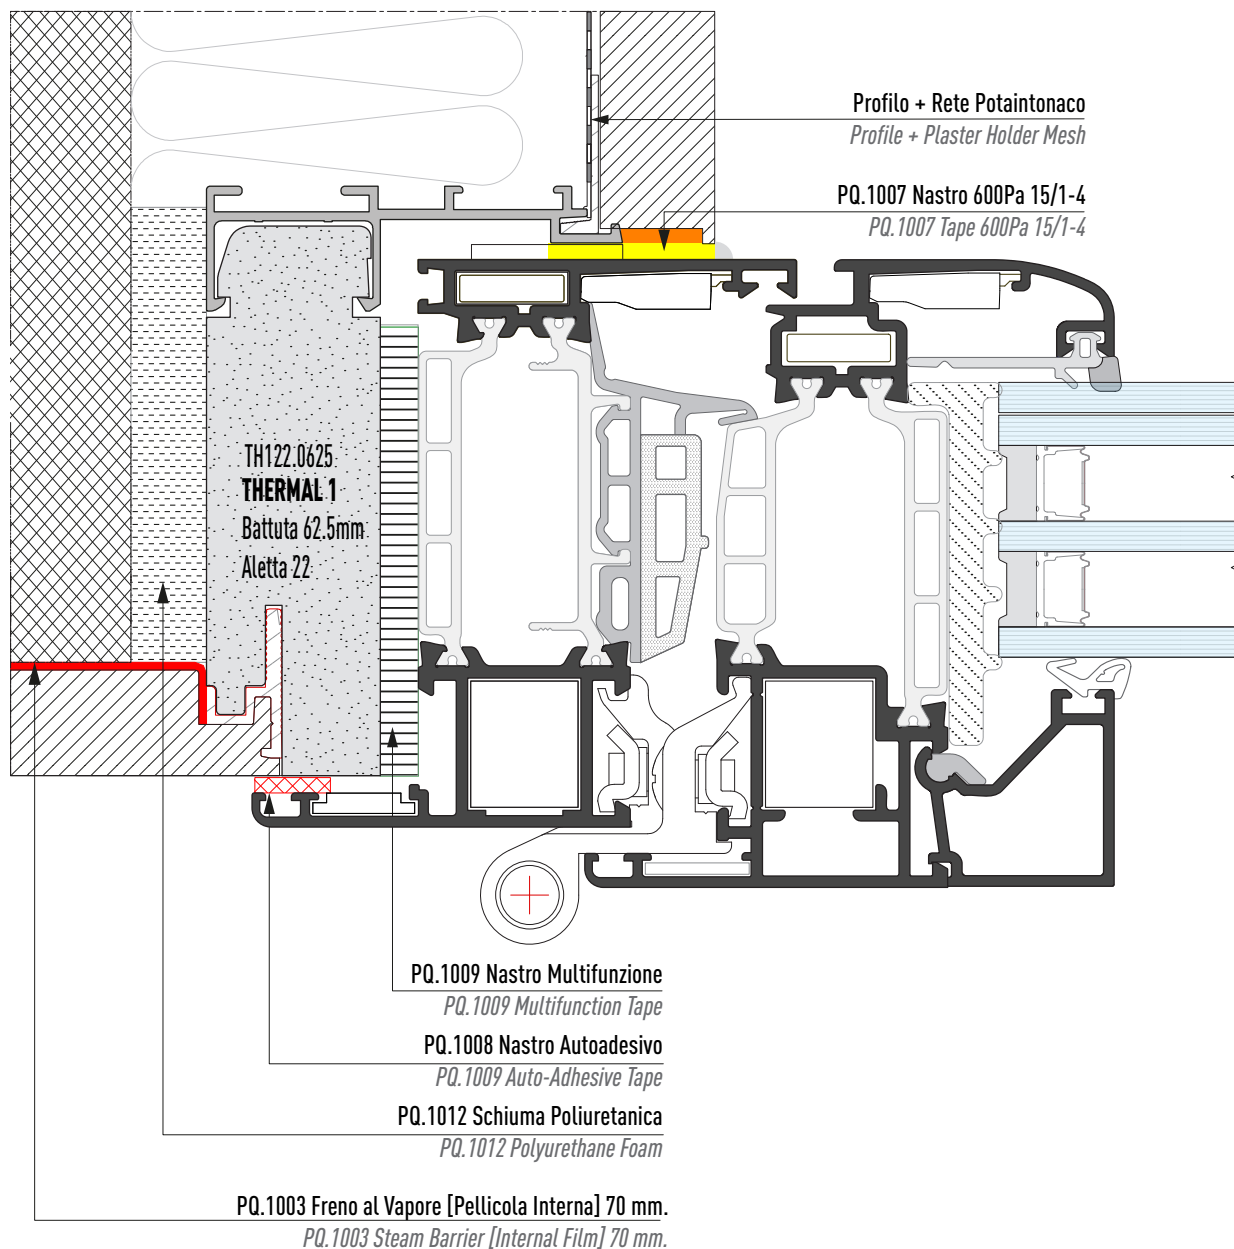 Profilo + Rete Potaintonaco
Profile + Plaster Holder Mesh
PQ.1007 Nastro 600Pa 15/1-4
PQ.1007 Tape 600Pa 15/1-4
TH122.0625
THERMAL 1
Battuta 62.5mm
Aletta 22
PQ.1009 Nastro Multifunzione
PQ.1009 Multifunction Tape
PQ.1008 Nastro Autoadesivo
PQ.1009 Auto-Adhesive Tape
PQ.1012 Schiuma Poliuretanica
PQ.1012 Polyurethane Foam
PQ.1003 Freno al Vapore [Pellicola Interna] 70 mm.
PQ.1003 Steam Barrier [Internal Film] 70 mm.